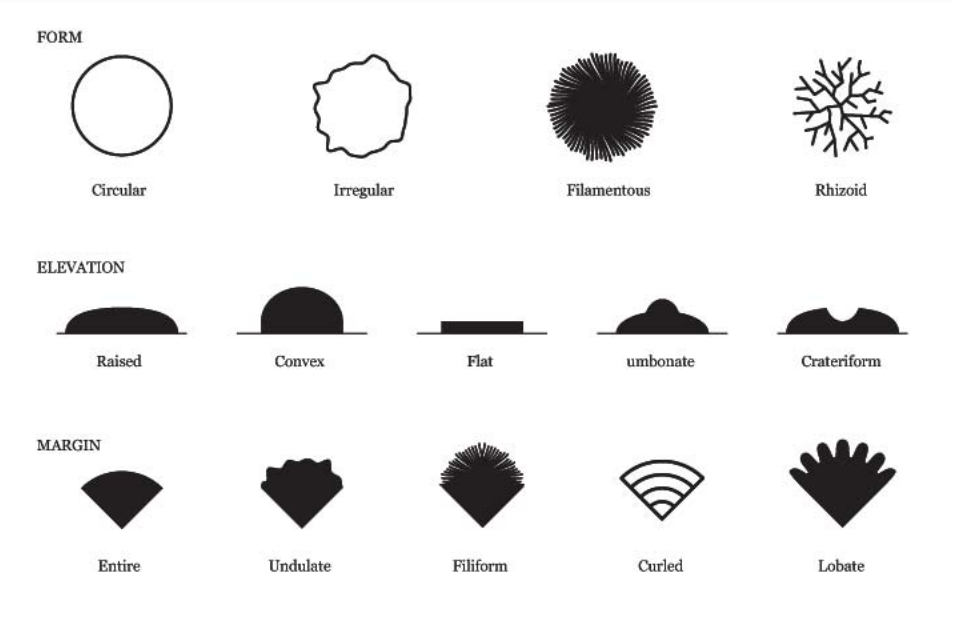 FORM
Circular
Irregular
Filamentous
Rhizoid
ELEVATION
Raised
Convex
Flat
umbonate
Crateriform
MARGIN
Entire
Undulate
Filiform
Curled
Lobate